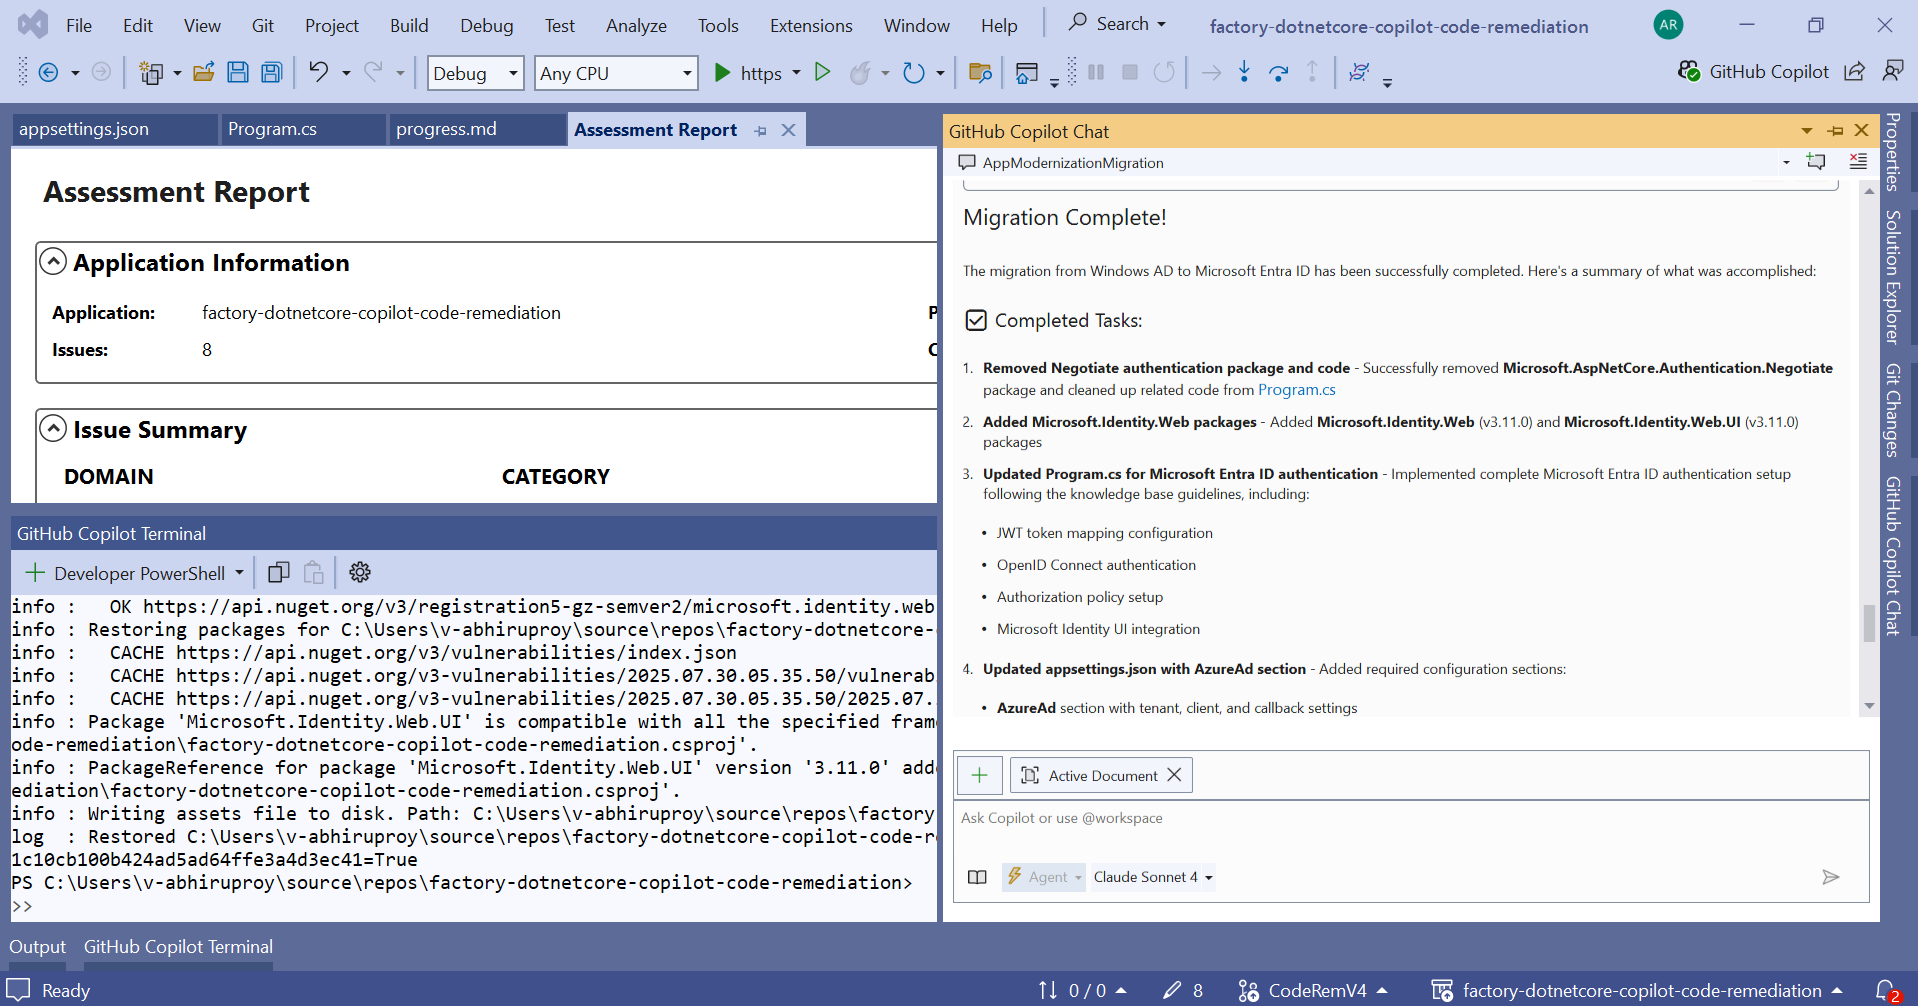 File Edit View Git Project Build Debug Test Analyze Tools Extensions Window Help Search factory-dotnetcore-copilot-code-remediation AR
Debug Any CPU https GitHub Copilot
appsettings.json Program.cs progress.md Assessment Report
Assessment Report
Application Information
Application: factory-dotnetcore-copilot-code-remediation P
Issues: 8 C
Issue Summary
DOMAIN CATEGORY
GitHub Copilot Terminal
Developer PowerShell
info :   OK https://api.nuget.org/v3/registration5-gz-semver2/microsoft.identity.web
info : Restoring packages for C:\Users\v-abhiruproy\source\repos\factory-dotnetcore-
info :   CACHE https://api.nuget.org/v3/vulnerabilities/index.json
info :   CACHE https://api.nuget.org/v3-vulnerabilities/2025.07.30.05.35.50/vulnerab
info :   CACHE https://api.nuget.org/v3-vulnerabilities/2025.07.30.05.35.50/2025.07.
info : Package 'Microsoft.Identity.Web.UI' is compatible with all the specified fram
ode-remediation\factory-dotnetcore-copilot-code-remediation.csproj'.
info : PackageReference for package 'Microsoft.Identity.Web.UI' version '3.11.0' add
ediation\factory-dotnetcore-copilot-code-remediation.csproj'.
info : Writing assets file to disk. Path: C:\Users\v-abhiruproy\source\repos\factory
log  : Restored C:\Users\v-abhiruproy\source\repos\factory-dotnetcore-copilot-code-r
1c10cb100b424ad5ad64ffe3a4d3ec41=True
PS C:\Users\v-abhiruproy\source\repos\factory-dotnetcore-copilot-code-remediation>
>>
Output GitHub Copilot Terminal
GitHub Copilot Chat
AppModernizationMigration
Migration Complete!
The migration from Windows AD to Microsoft Entra ID has been successfully completed. Here's a summary of what was accomplished:
Completed Tasks:
1. Removed Negotiate authentication package and code - Successfully removed Microsoft.AspNetCore.Authentication.Negotiate
package and cleaned up related code from Program.cs
2. Added Microsoft.Identity.Web packages - Added Microsoft.Identity.Web (v3.11.0) and Microsoft.Identity.Web.UI (v3.11.0)
packages
3. Updated Program.cs for Microsoft Entra ID authentication - Implemented complete Microsoft Entra ID authentication setup
following the knowledge base guidelines, including:
• JWT token mapping configuration
• OpenID Connect authentication
• Authorization policy setup
• Microsoft Identity UI integration
4. Updated appsettings.json with AzureAd section - Added required configuration sections:
• AzureAd section with tenant, client, and callback settings
Active Document
Ask Copilot or use @workspace
Agent Claude Sonnet 4
Properties
Solution Explorer
Git Changes
GitHub Copilot Chat
Ready 0 / 0 8 CodeRemV4 factory-dotnetcore-copilot-code-remediation 2